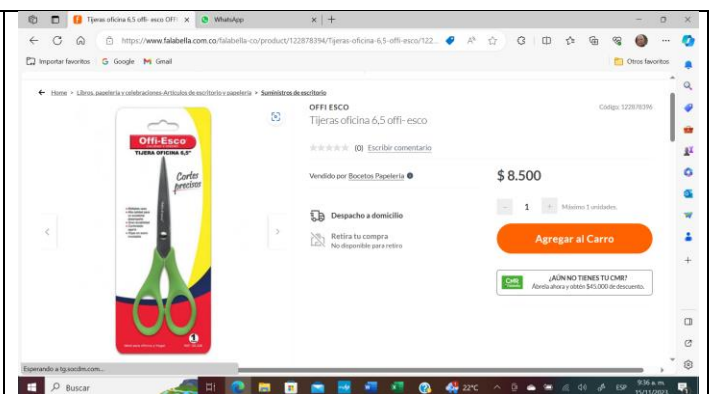 Tijeras oficina 6.5 offi- esco OFFI
WhatsApp
https://www.falabella.com.co/falabella-co/product/122878394/Tijeras-oficina-6,5-offi-esco/122...
Importar favoritos
Google
Gmail
Otros favoritos
Home > Libros, papelería y celebraciones-Artículos de escritorio y papelería > Suministros de escritorio
OFFI ESCO
Código: 122878396
Tijeras oficina 6,5 offi- esco
(0) Escribir comentario
Vendido por Bocetos Papeleria
$ 8.500
- 1 + Máximo 1 unidades.
Despacho a domicilio
Retira tu compra
No disponible para retiro
Agregar al Carro
CMR
¿AÚN NO TIENES TU CMR?
Ábrela ahora y obtén $45.000 de descuento.
Offi-Esco
TIJERA OFICINA 6,5"
Cortes
precisos
1
Esperando a tg.socdm.com...
Buscar
22°C
ESP
9:36 a. m.
15/11/2023